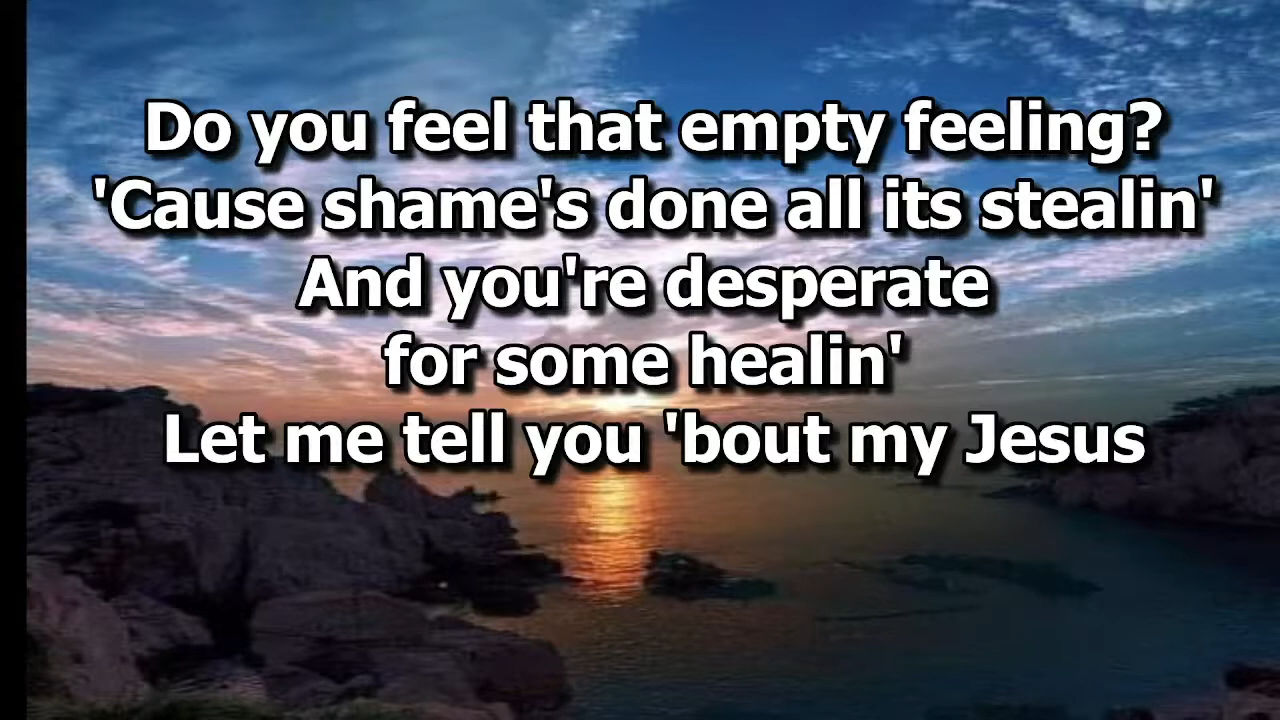 Do you feel that empty feeling?
'Cause shame's done all its stealin'
And you're desperate
for some healin'
Let me tell you 'bout my Jesus